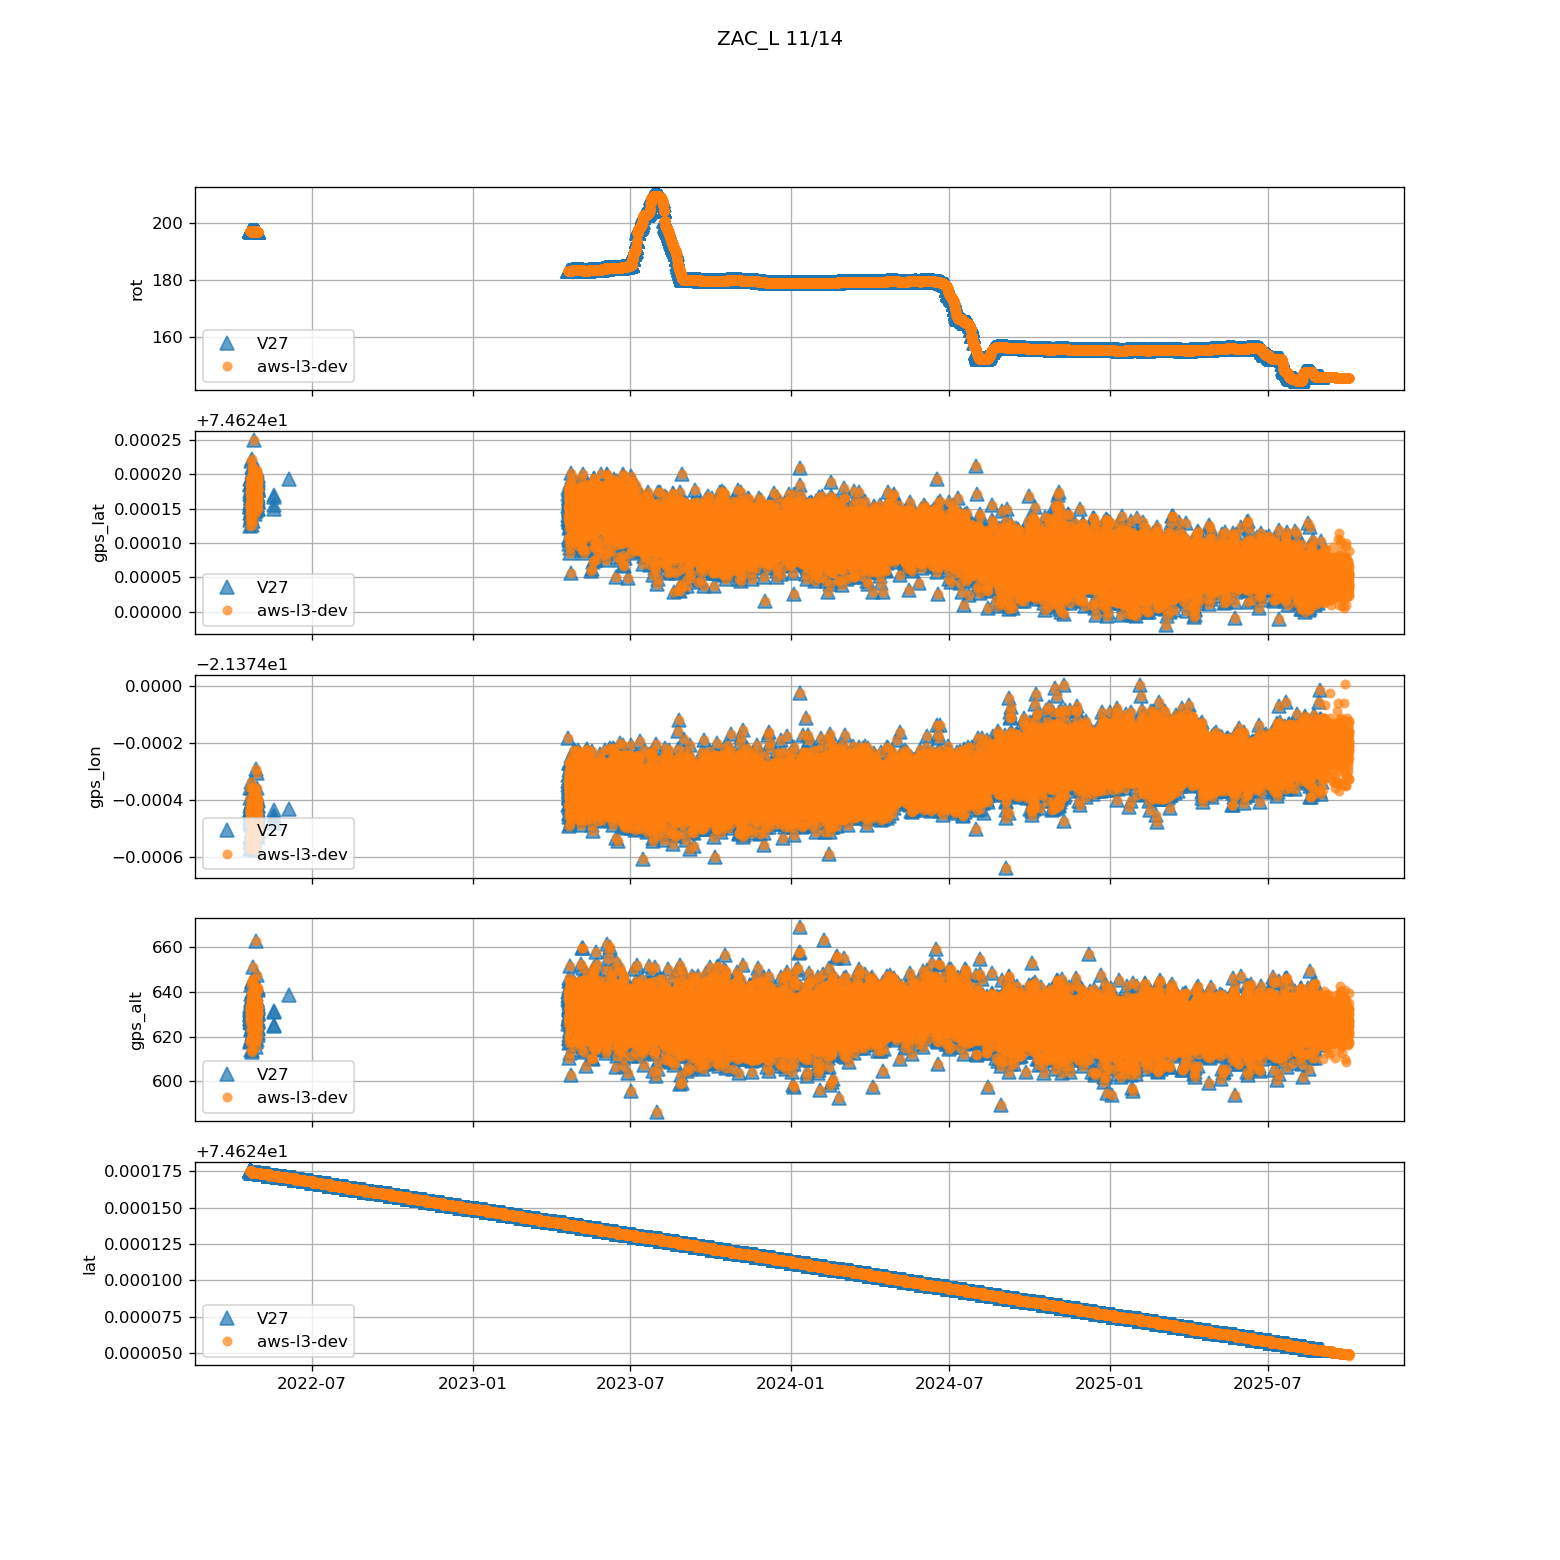 ZAC_L 11/14
200
180
160
rot
V27
aws-l3-dev
+7.4624e1
0.00025
0.00020
0.00015
0.00010
0.00005
0.00000
gps_lat
V27
aws-l3-dev
−2.1374e1
0.0000
−0.0002
−0.0004
−0.0006
gps_lon
V27
aws-l3-dev
660
640
620
600
gps_alt
V27
aws-l3-dev
+7.4624e1
0.000175
0.000150
0.000125
0.000100
0.000075
0.000050
lat
V27
aws-l3-dev
2022-07 2023-01 2023-07 2024-01 2024-07 2025-01 2025-07